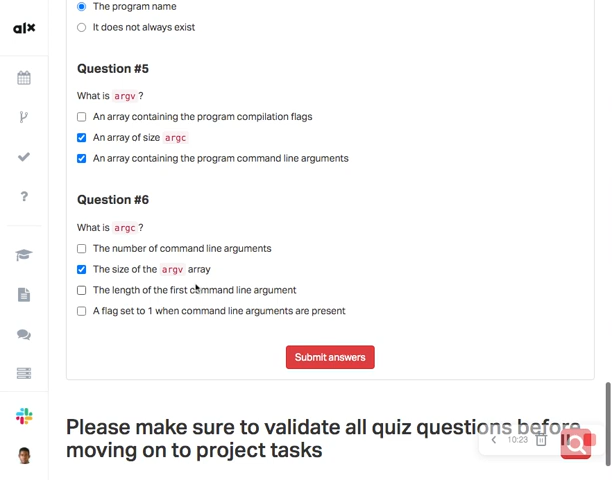 The program name
alx
It does not always exist
Question #5
What is argv ?
An array containing the program compilation flags
An array of size argc
An array containing the program command line arguments
Question #6
What is argc ?
The number of command line arguments
The size of the argv array
The length of the first command line argument
A flag set to 1 when command line arguments are present
Submit answers
Please make sure to validate all quiz questions before
moving on to project tasks
10:23